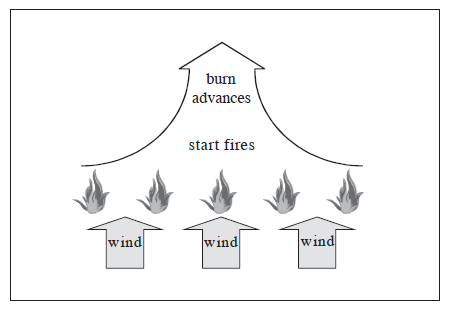 burn
advances
start fires
wind wind wind